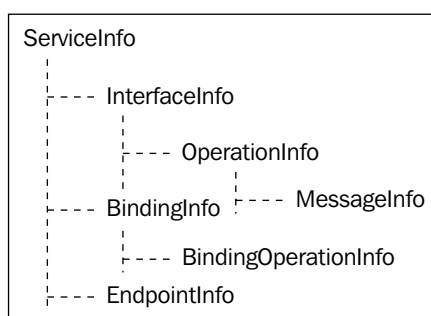 ServiceInfo
InterfaceInfo
OperationInfo
MessageInfo
BindingInfo
BindingOperationInfo
EndpointInfo